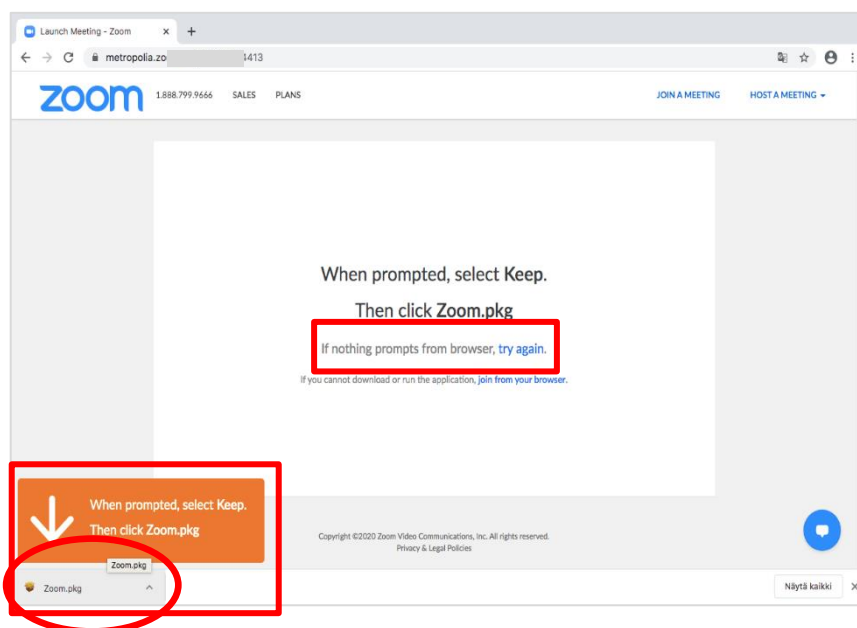 Launch Meeting - Zoom
metropolia.zo 4413
zoom 1.888.799.9666 SALES PLANS JOIN A MEETING HOST A MEETING
When prompted, select Keep.
Then click Zoom.pkg
If nothing prompts from browser, try again.
If you cannot download or run the application, join from your browser.
When prompted, select Keep.
Then click Zoom.pkg
Copyright ©2020 Zoom Video Communications, Inc. All rights reserved.
Privacy & Legal Policies
Zoom.pkg
Zoom.pkg
Näytä kaikki